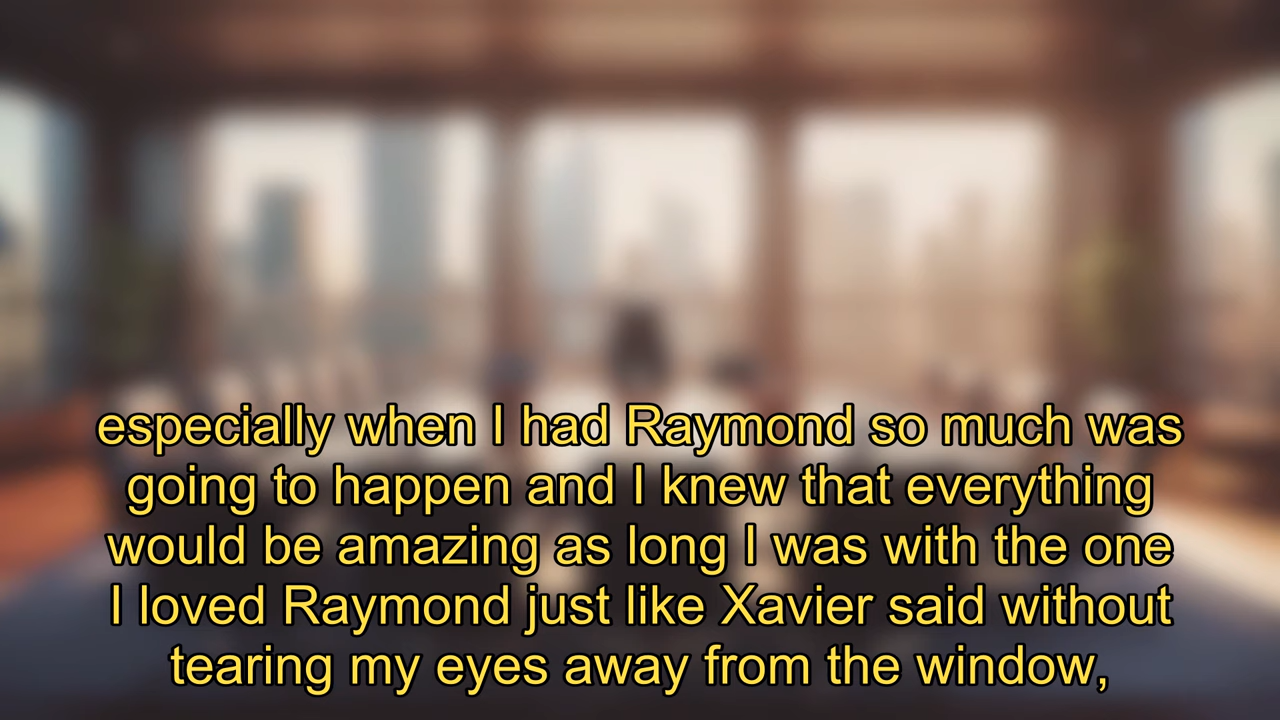 especially when I had Raymond so much was
going to happen and I knew that everything
would be amazing as long I was with the one
I loved Raymond just like Xavier said without
tearing my eyes away from the window,